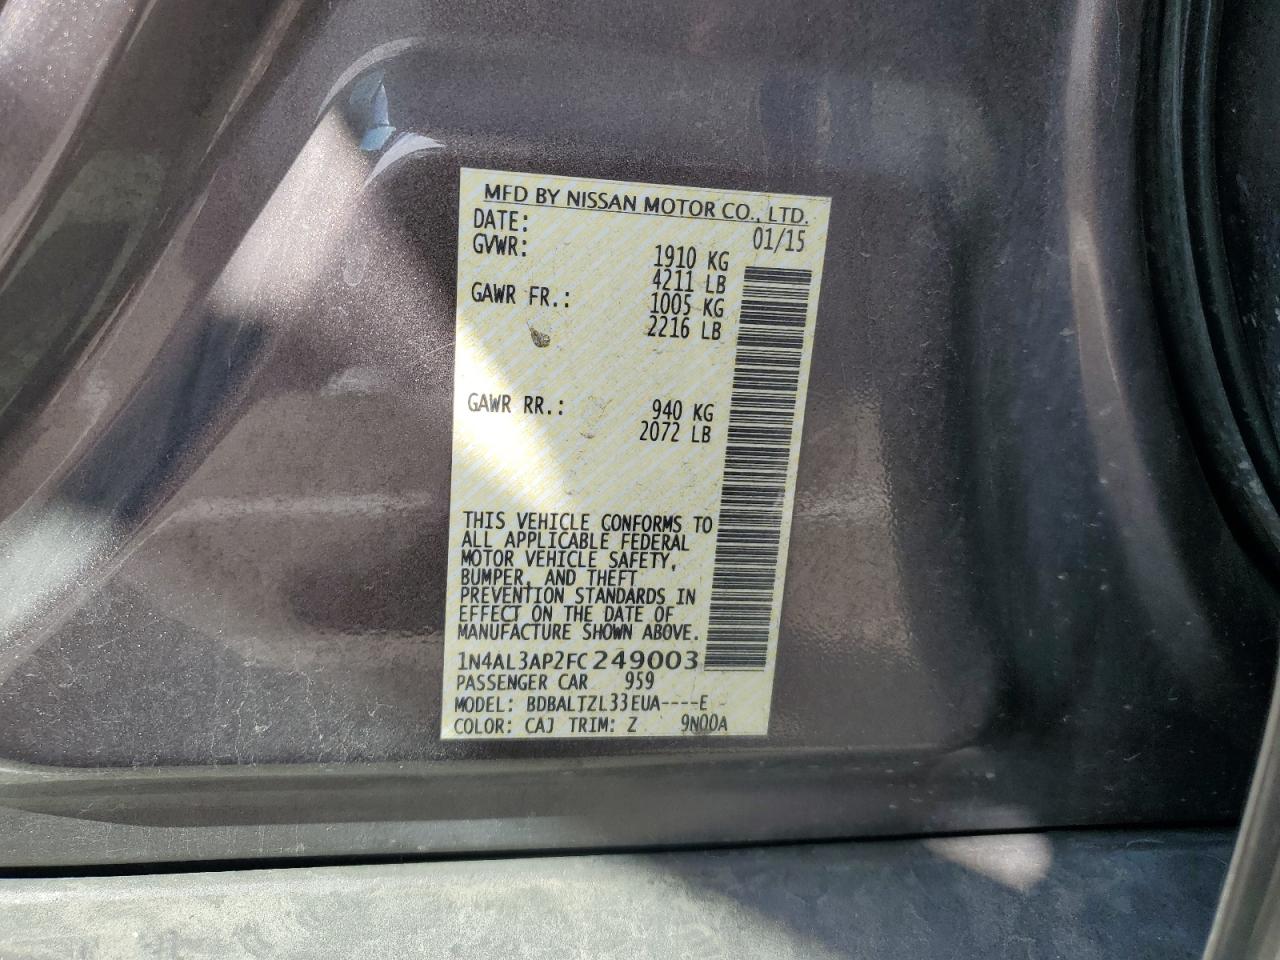 MFD BY NISSAN MOTOR CO., LTD.
DATE: 01/15
GVWR: 1910 KG
4211 LB
GAWR FR.: 1005 KG
2216 LB
GAWR RR.: 940 KG
2072 LB
THIS VEHICLE CONFORMS TO
ALL APPLICABLE FEDERAL
MOTOR VEHICLE SAFETY,
BUMPER, AND THEFT
PREVENTION STANDARDS IN
EFFECT ON THE DATE OF
MANUFACTURE SHOWN ABOVE.
1N4AL3AP2FC249003
PASSENGER CAR 959
MODEL: BDBALTZL33EUA----E
COLOR: CAJ TRIM: Z 9N00A